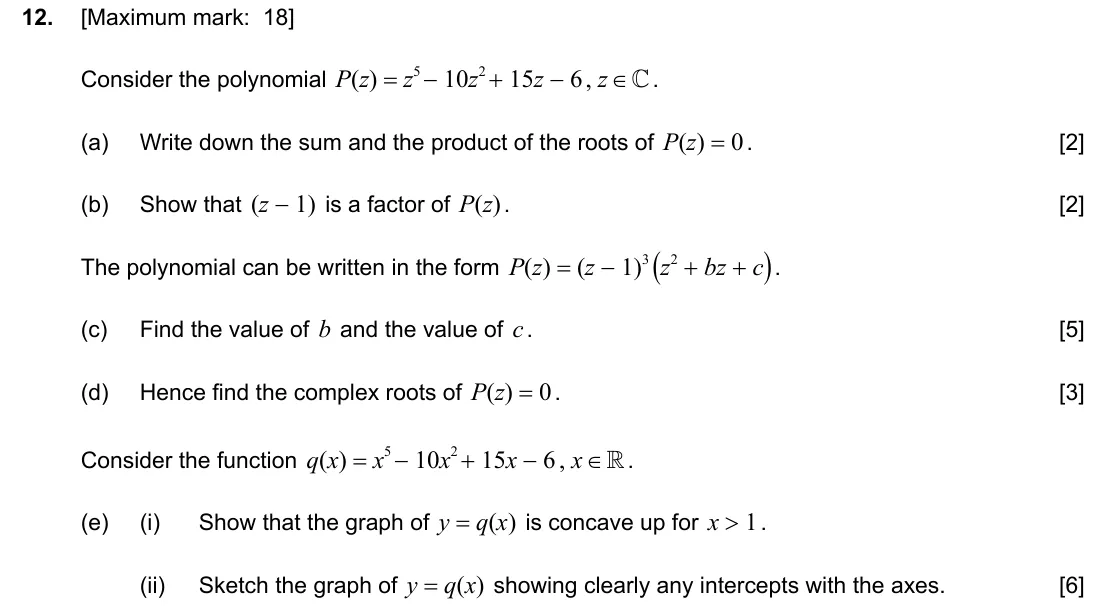 12. [Maximum mark: 18]
Consider the polynomial P(z) = z⁵ − 10z² + 15z − 6, z ∈ ℂ.
(a) Write down the sum and the product of the roots of P(z) = 0. [2]
(b) Show that (z − 1) is a factor of P(z). [2]
The polynomial can be written in the form P(z) = (z − 1)³(z² + bz + c).
(c) Find the value of b and the value of c. [5]
(d) Hence find the complex roots of P(z) = 0. [3]
Consider the function q(x) = x⁵ − 10x² + 15x − 6, x ∈ ℝ.
(e) (i) Show that the graph of y = q(x) is concave up for x > 1.
(ii) Sketch the graph of y = q(x) showing clearly any intercepts with the axes. [6]